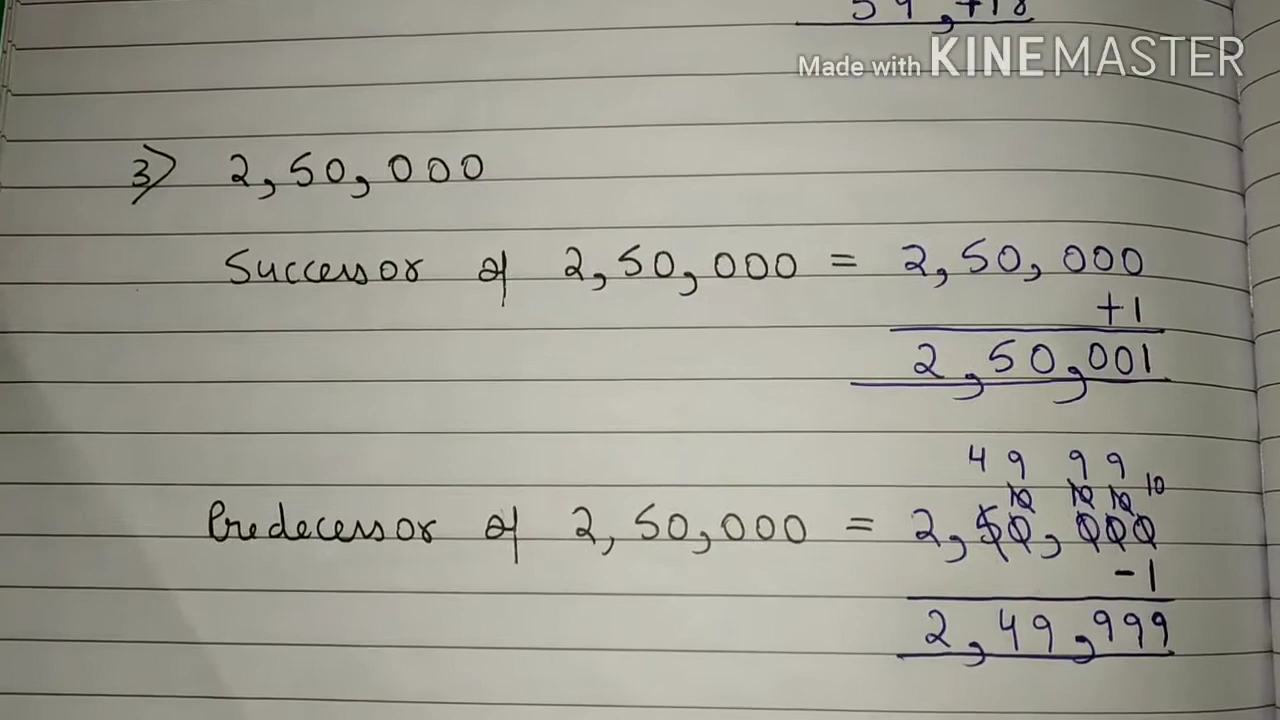 Made with KINEMASTER
3) 2,50,000
Successor of 2,50,000 = 2,50,000
+1
2,50,001
4 9 9 9
10 10 10 10
Predecessor of 2,50,000 = 2,50,000
-1
2,49,999